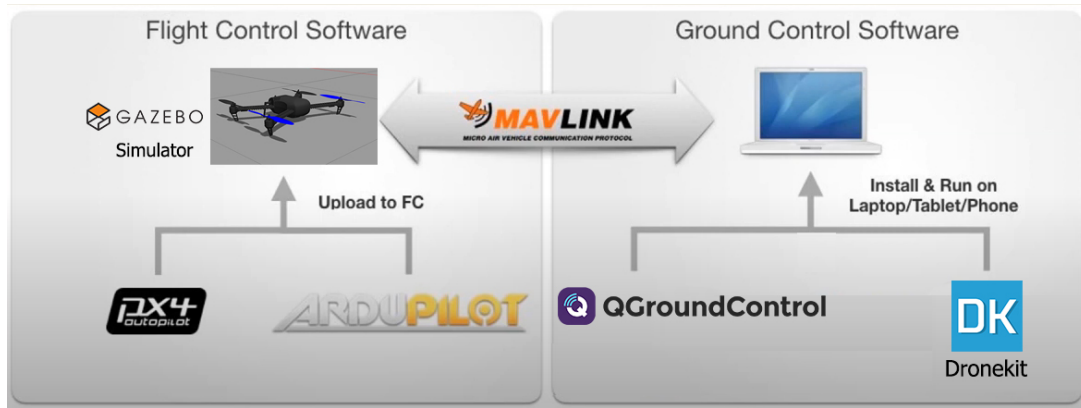 Flight Control Software
GAZEBO
Simulator
Upload to FC
px4
autopilot
ARDUPILOT
MAVLINK
MICRO AIR VEHICLE COMMUNICATION PROTOCOL
Ground Control Software
Install & Run on
Laptop/Tablet/Phone
QGroundControl
DK
Dronekit